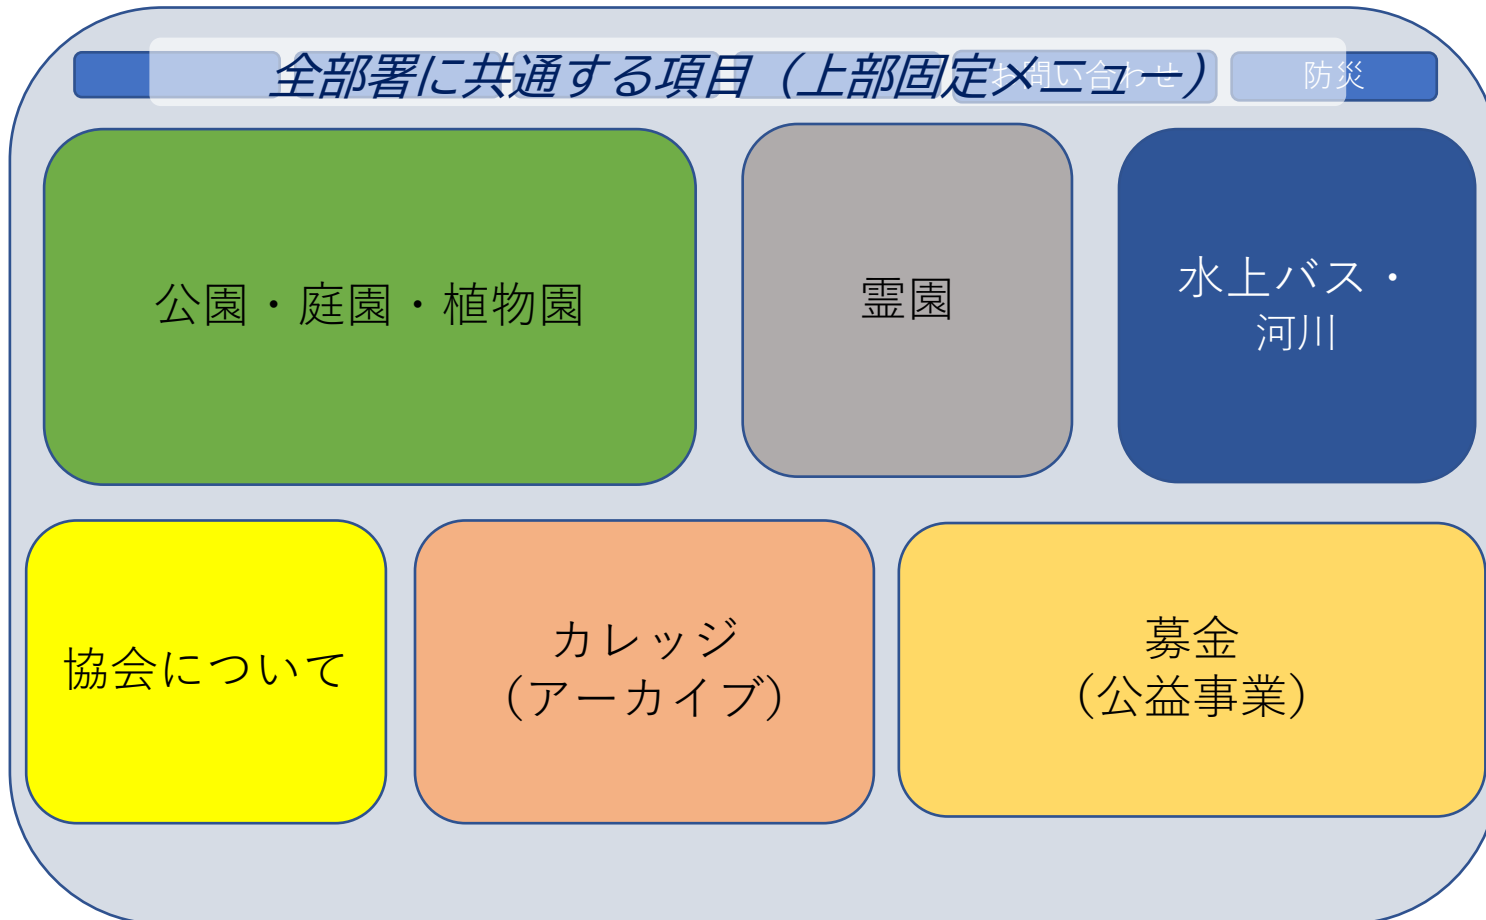 全部署に共通する項目（上部固定メニュー）
お問い合わせ
防災
公園・庭園・植物園
霊園
水上バス・
河川
協会について
カレッジ
（アーカイブ）
募金
（公益事業）